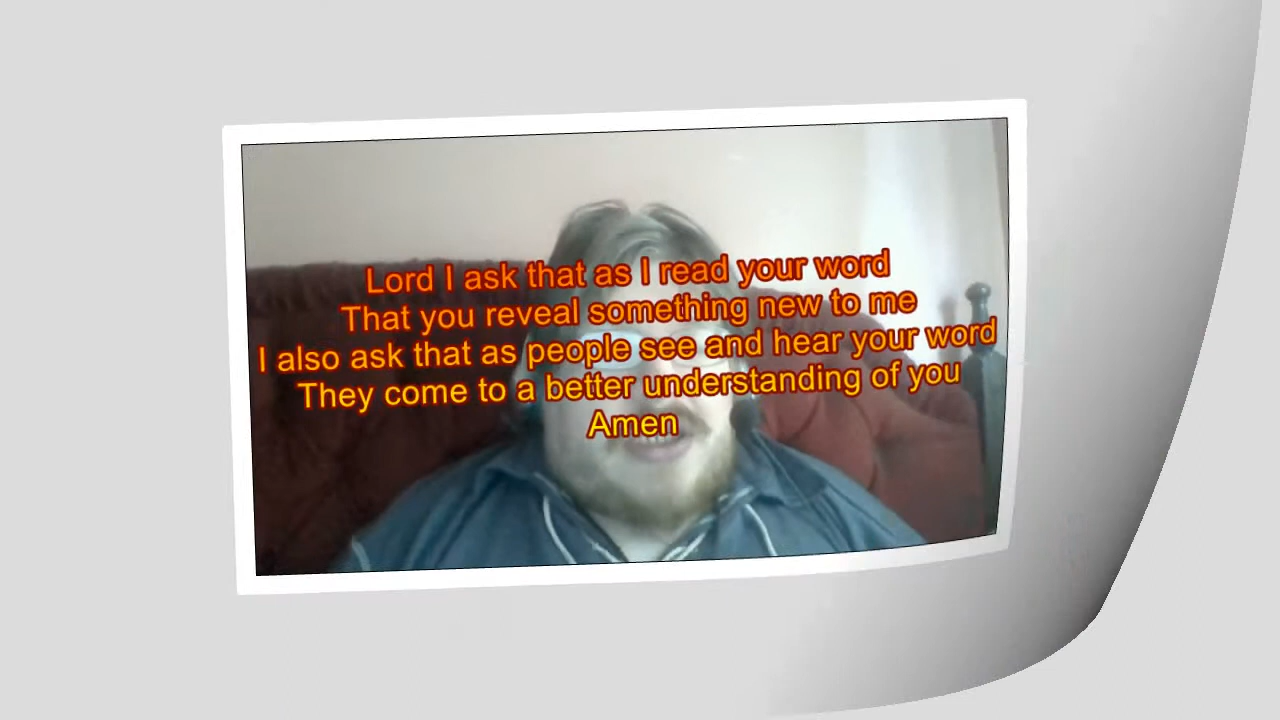 Lord I ask that as I read your word
That you reveal something new to me
I also ask that as people see and hear your word
They come to a better understanding of you
Amen